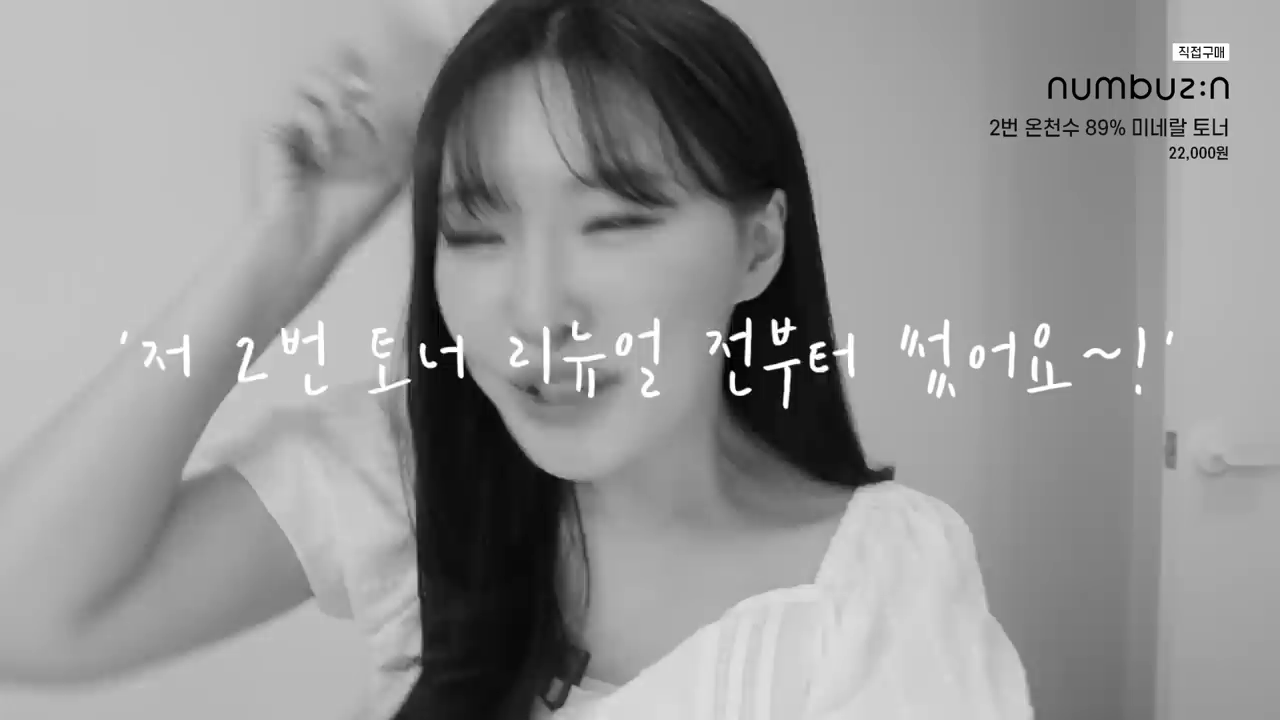 직접구매
numbuz:n
2번 온천수 89% 미네랄 토너
22,000원
'저 2번 토너 리뉴얼 전부터 썼어요~!'